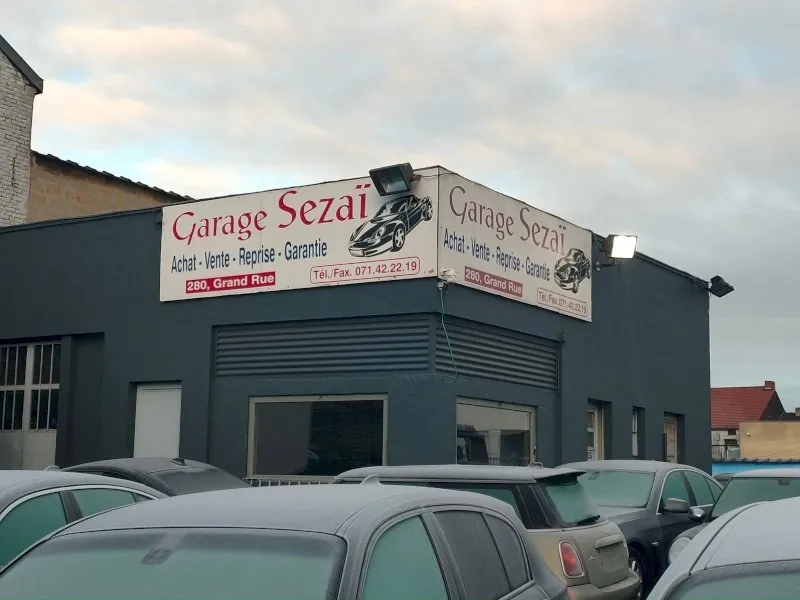 Garage Sezaï
Achat - Vente - Reprise - Garantie
280, Grand Rue
Tél./Fax. 071.42.22.19
Garage Sezaï
Achat - Vente - Reprise - Garantie
280, Grand Rue
Tél./Fax. 071.42.22.19